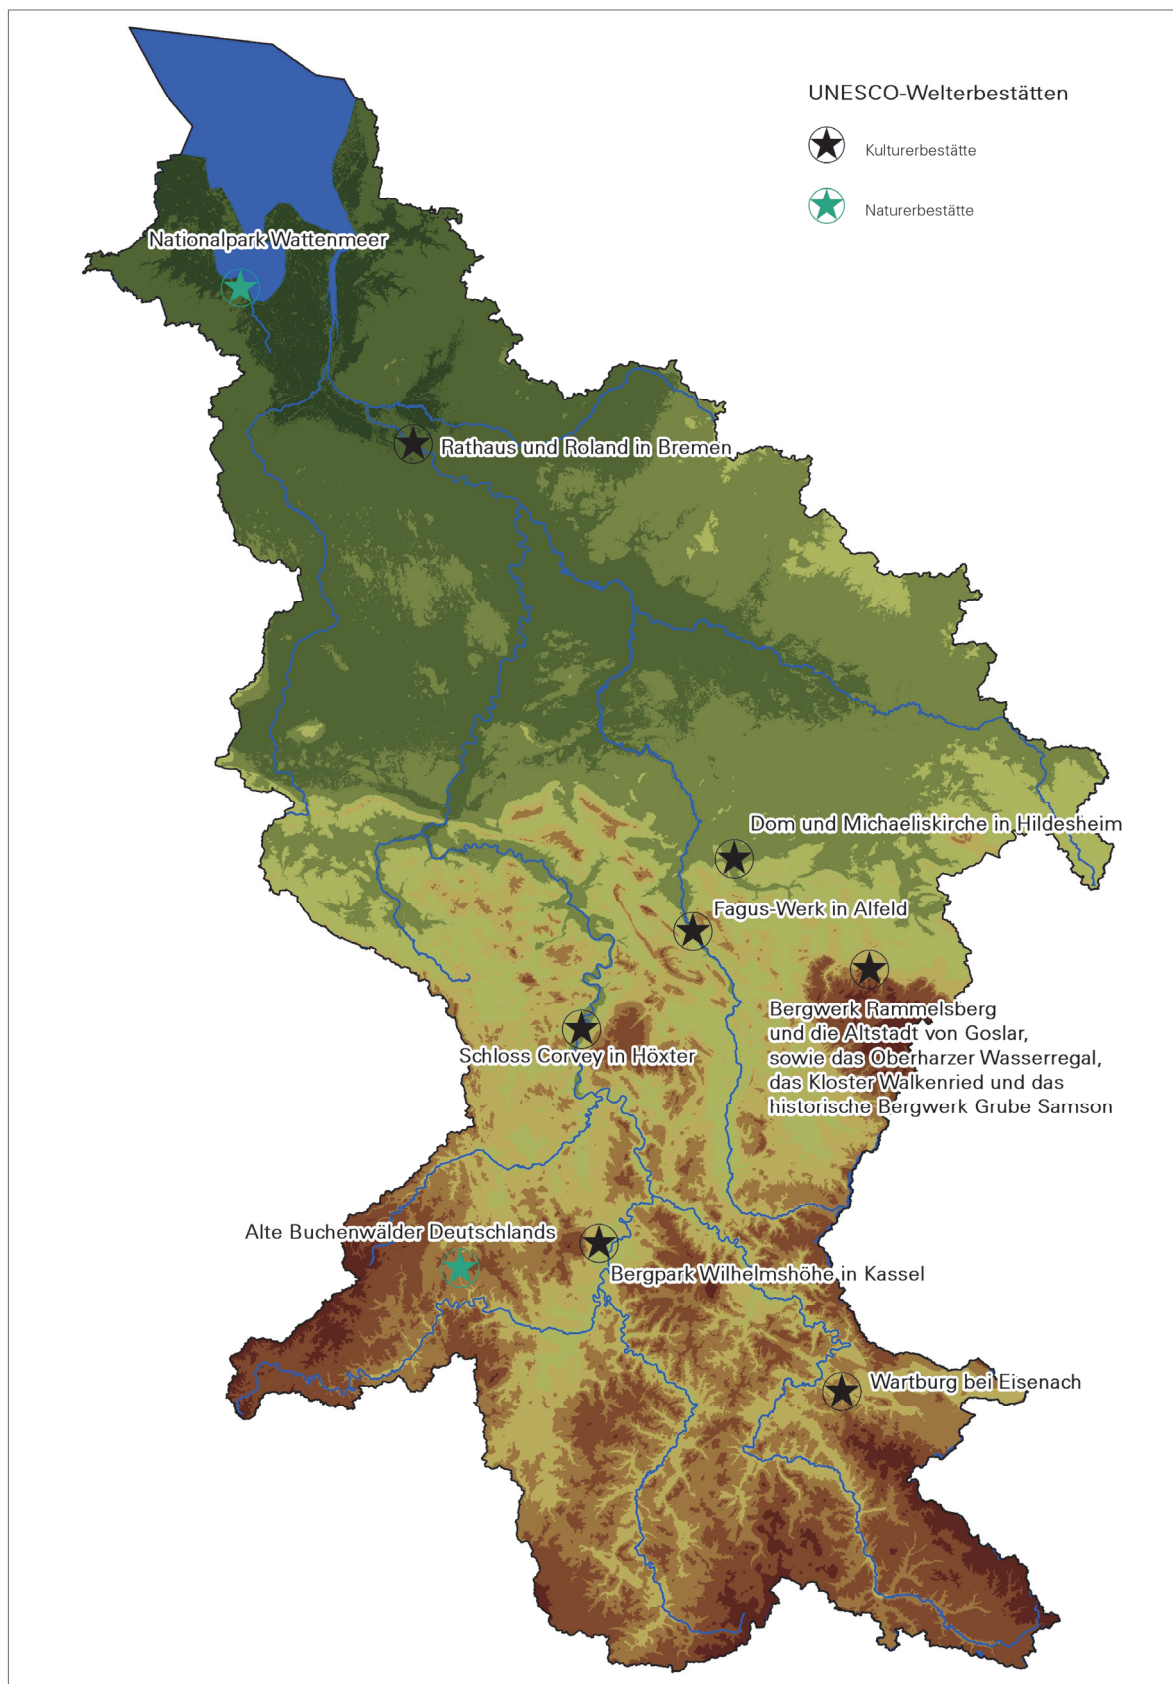 UNESCO-Welterbestätten
Kulturerbestätte
Naturerbestätte
Nationalpark Wattenmeer
Rathaus und Roland in Bremen
Dom und Michaeliskirche in Hildesheim
Fagus-Werk in Alfeld
Bergwerk Rammelsberg
und die Altstadt von Goslar,
sowie das Oberharzer Wasserregal,
das Kloster Walkenried und das
historische Bergwerk Grube Samson
Schloss Corvey in Höxter
Alte Buchenwälder Deutschlands
Bergpark Wilhelmshöhe in Kassel
Wartburg bei Eisenach